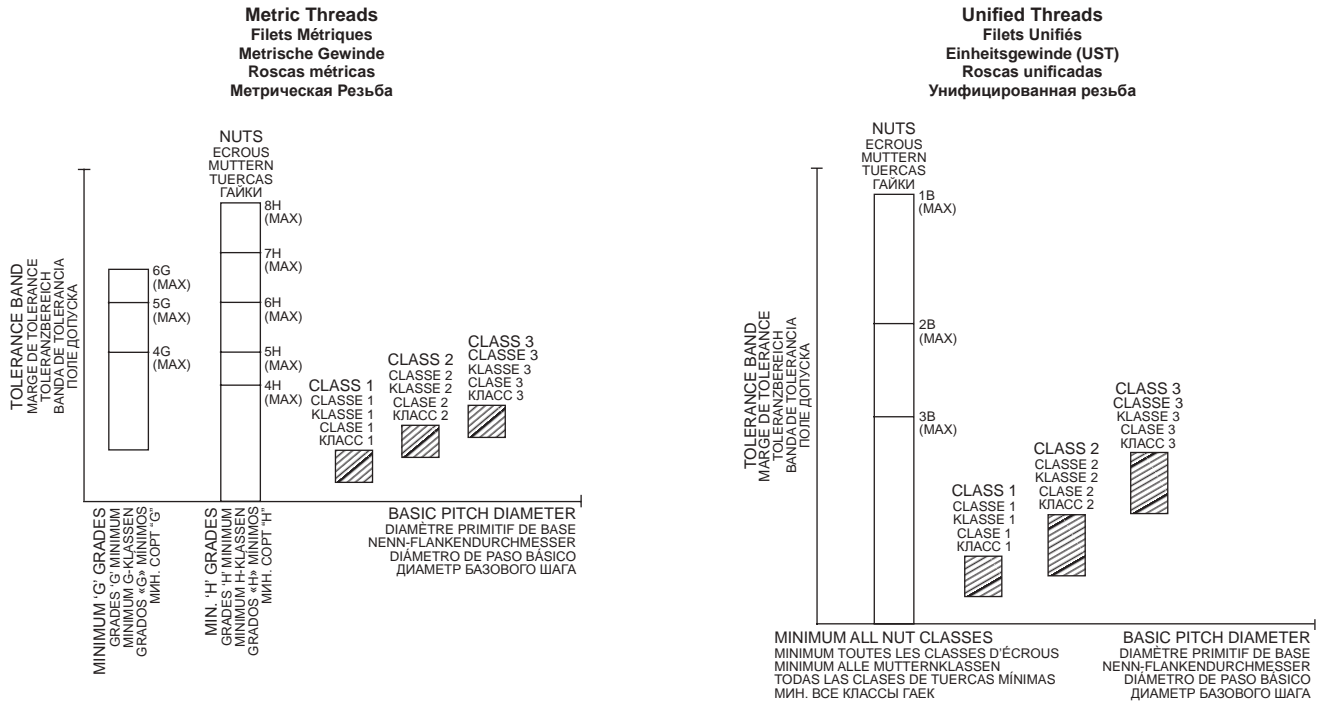 Metric Threads
Filets Métriques
Metrische Gewinde
Roscas métricas
Метрическая Резьба
NUTS
ECROUS
MUTTERN
TUERCAS
ГАЙКИ
8H
(MAX)
7H
(MAX)
6H
(MAX)
5H
(MAX)
4H
(MAX)
6G
(MAX)
5G
(MAX)
4G
(MAX)
TOLERANCE BAND
MARGE DE TOLERANCE
TOLERANZBEREICH
BANDA DE TOLERANCIA
ПОЛЕ ДОПУСКА
CLASS 1
CLASSE 1
KLASSE 1
CLASE 1
КЛАСС 1
CLASS 2
CLASSE 2
KLASSE 2
CLASE 2
КЛАСС 2
CLASS 3
CLASSE 3
KLASSE 3
CLASE 3
КЛАСС 3
MINIMUM ‘G’ GRADES
GRADES ‘G’ MINIMUM
MINIMUM G-KLASSEN
GRADOS «G» MÍNIMOS
МИН. СОРТ “G”
MIN. ‘H’ GRADES
GRADES ‘H’ MINIMUM
MINIMUM H-KLASSEN
GRADOS «H» MÍNIMOS
МИН. СОРТ “H”
BASIC PITCH DIAMETER
DIAMÈTRE PRIMITIF DE BASE
NENN-FLANKENDURCHMESSER
DIÁMETRO DE PASO BÁSICO
ДИАМЕТР БАЗОВОГО ШАГА
Unified Threads
Filets Unifiés
Einheitsgewinde (UST)
Roscas unificadas
Унифицированная резьба
NUTS
ECROUS
MUTTERN
TUERCAS
ГАЙКИ
1B
(MAX)
2B
(MAX)
3B
(MAX)
TOLERANCE BAND
MARGE DE TOLERANCE
TOLERANZBEREICH
BANDA DE TOLERANCIA
ПОЛЕ ДОПУСКА
CLASS 1
CLASSE 1
KLASSE 1
CLASE 1
КЛАСС 1
CLASS 2
CLASSE 2
KLASSE 2
CLASE 2
КЛАСС 2
CLASS 3
CLASSE 3
KLASSE 3
CLASE 3
КЛАСС 3
MINIMUM ALL NUT CLASSES
MINIMUM TOUTES LES CLASSES D’ÉCROUS
MINIMUM ALLE MUTTERNKLASSEN
TODAS LAS CLASES DE TUERCAS MÍNIMAS
МИН. ВСЕ КЛАССЫ ГАЕК
BASIC PITCH DIAMETER
DIAMÈTRE PRIMITIF DE BASE
NENN-FLANKENDURCHMESSER
DIÁMETRO DE PASO BÁSICO
ДИАМЕТР БАЗОВОГО ШАГА